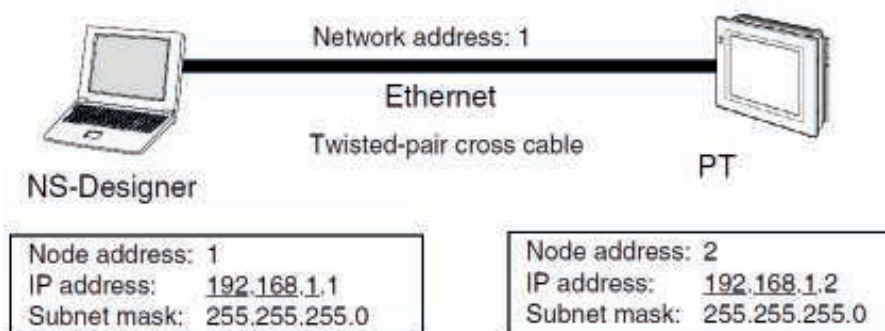 Network address: 1
Ethernet
Twisted-pair cross cable
NS-Designer
PT
Node address: 1
IP address: 192.168.1.1
Subnet mask: 255.255.255.0
Node address: 2
IP address: 192.168.1.2
Subnet mask: 255.255.255.0